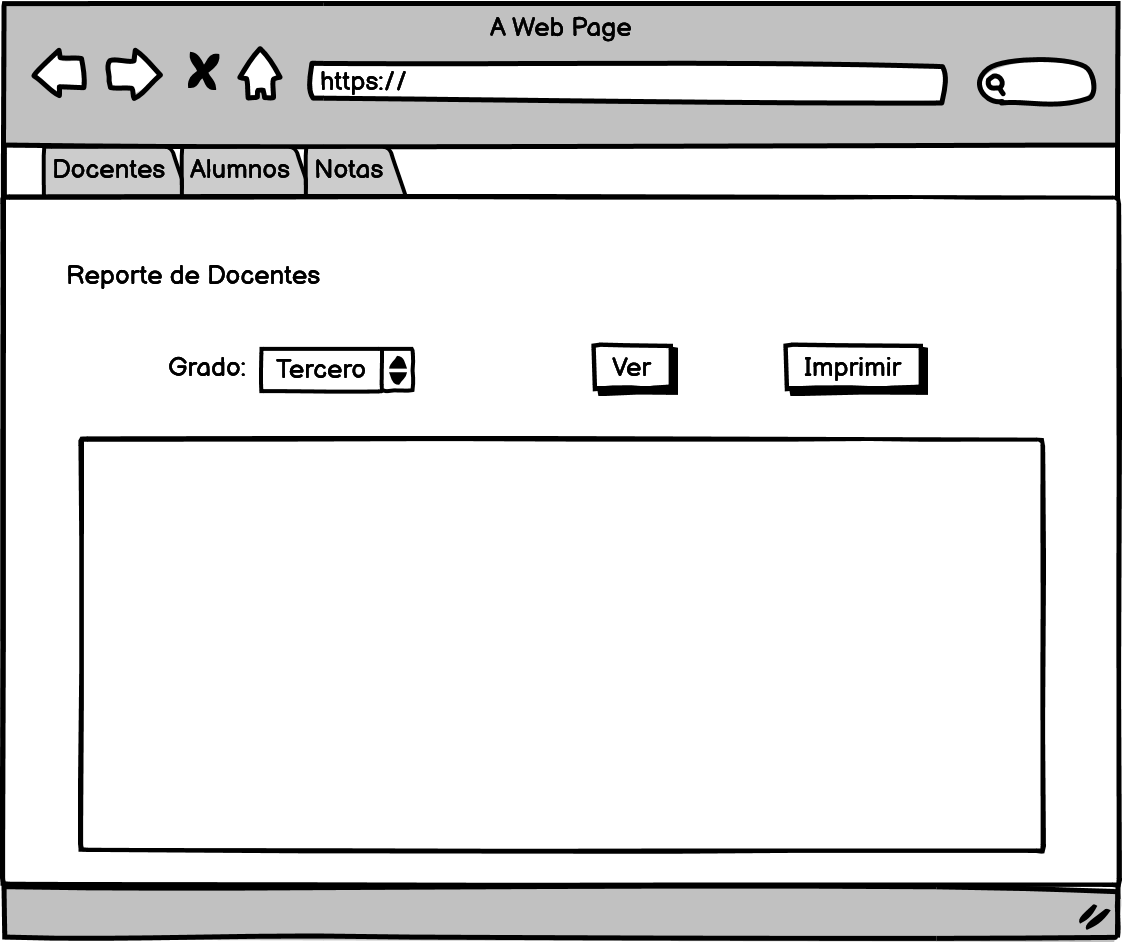 A Web Page
https://
Docentes Alumnos Notas
Reporte de Docentes
Grado: Tercero Ver Imprimir